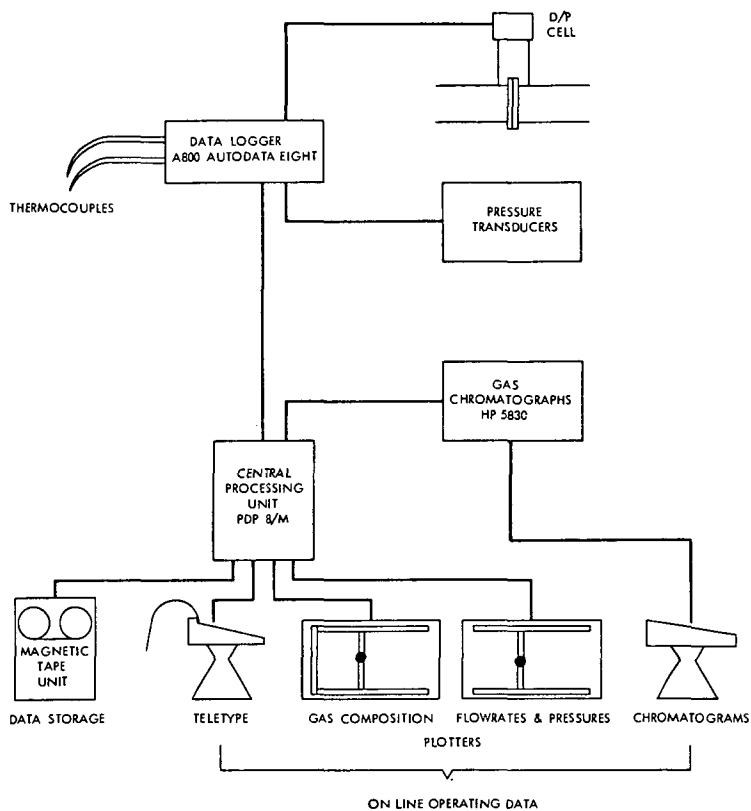 D/P
CELL
DATA LOGGER
A800 AUTODATA EIGHT
THERMOCOUPLES
PRESSURE
TRANSDUCERS
GAS
CHROMATOGRAPHS
HP 5830
CENTRAL
PROCESSING
UNIT
PDP 8/M
MAGNETIC
TAPE
UNIT
DATA STORAGE
TELETYPE
GAS COMPOSITION
FLOWRATES & PRESSURES
CHROMATOGRAMS
PLOTTERS
ON LINE OPERATING DATA